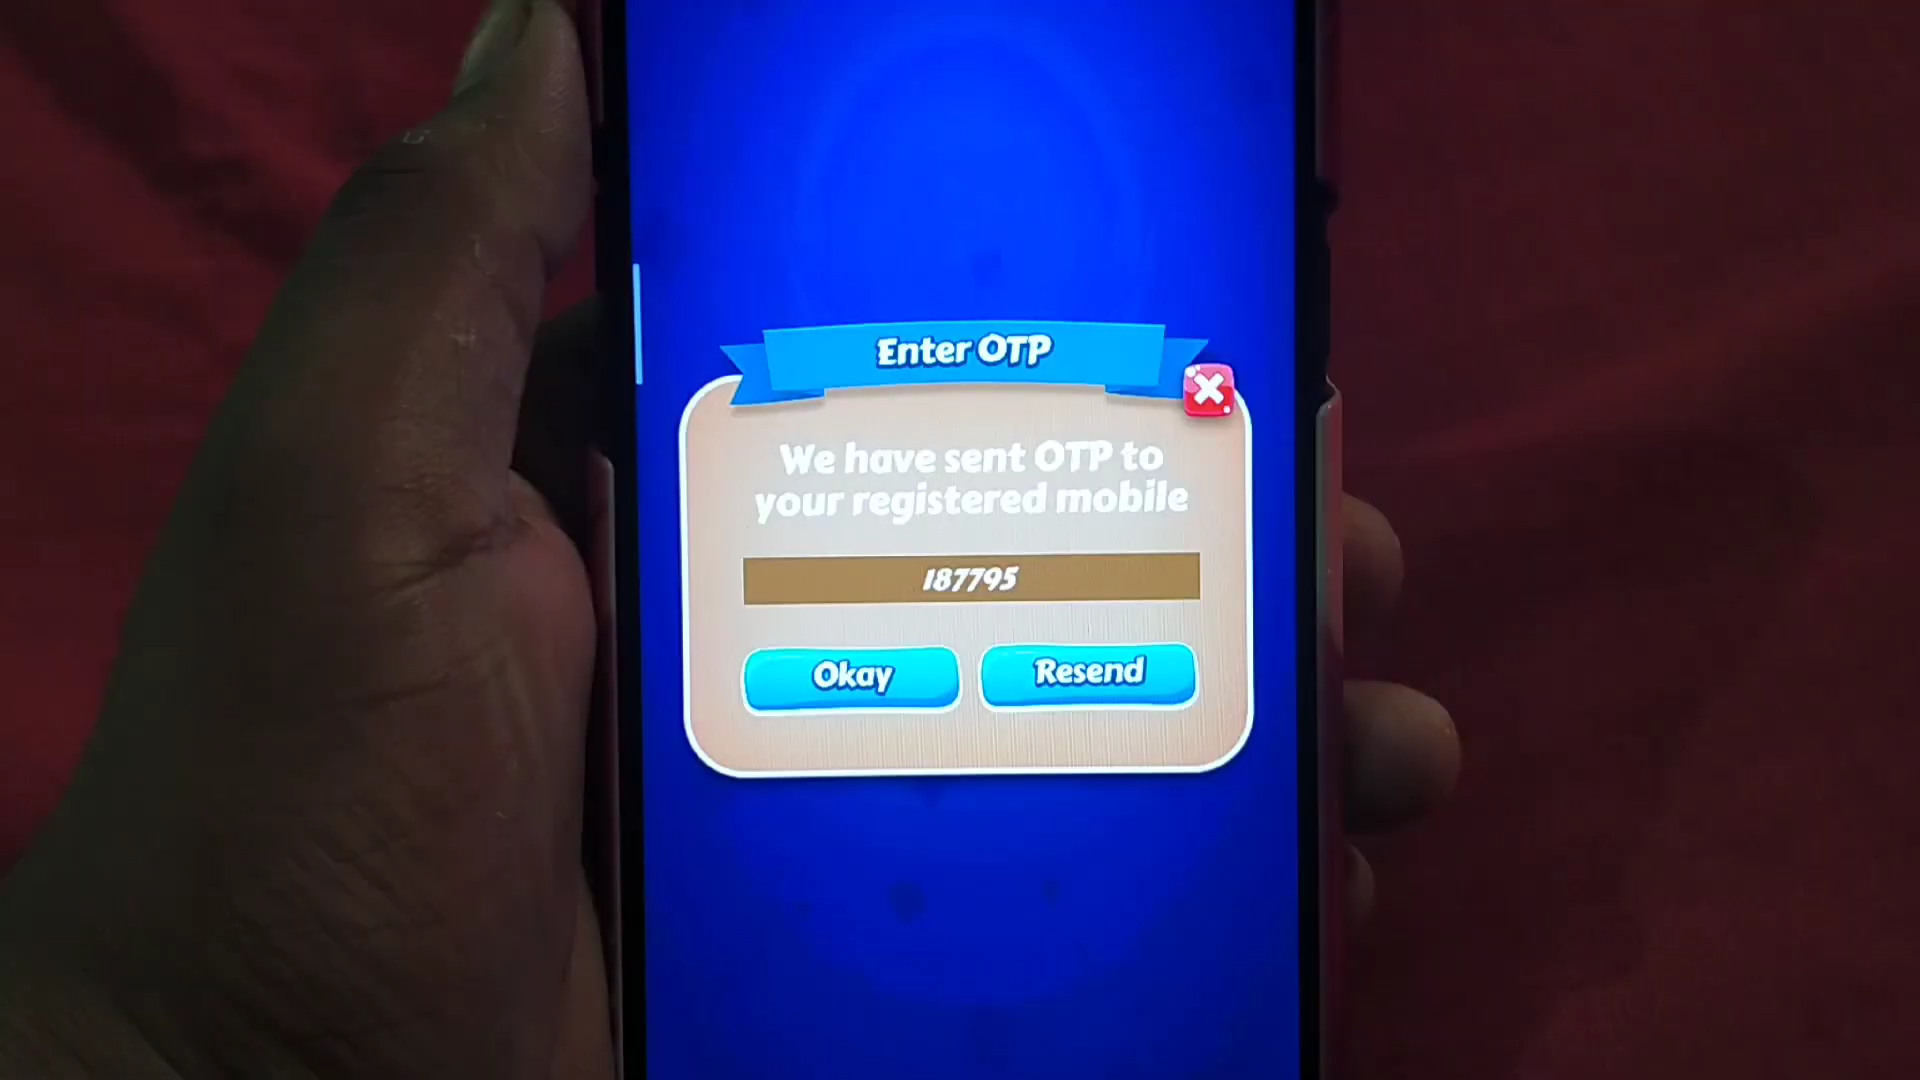 Enter OTP
We have sent OTP to
your registered mobile
187795
Okay
Resend